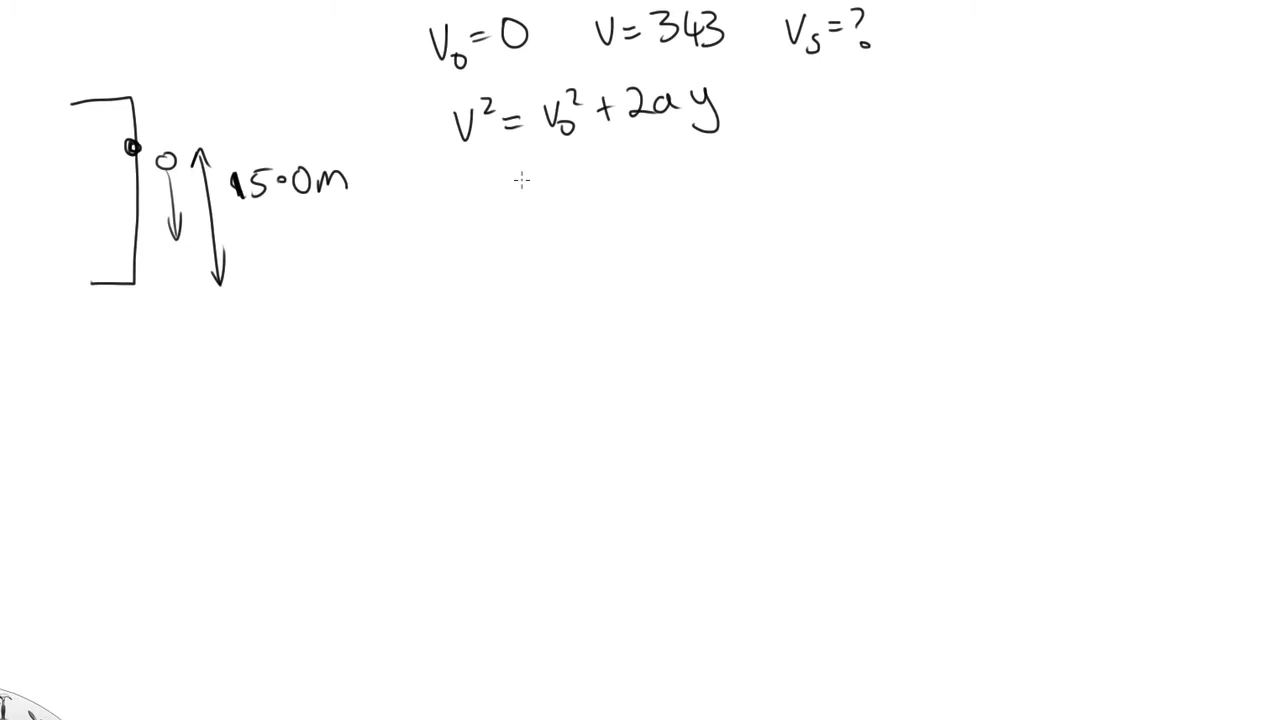 V₀ = 0 V = 343 Vₛ = ?
V² = V₀² + 2ay
15.0m